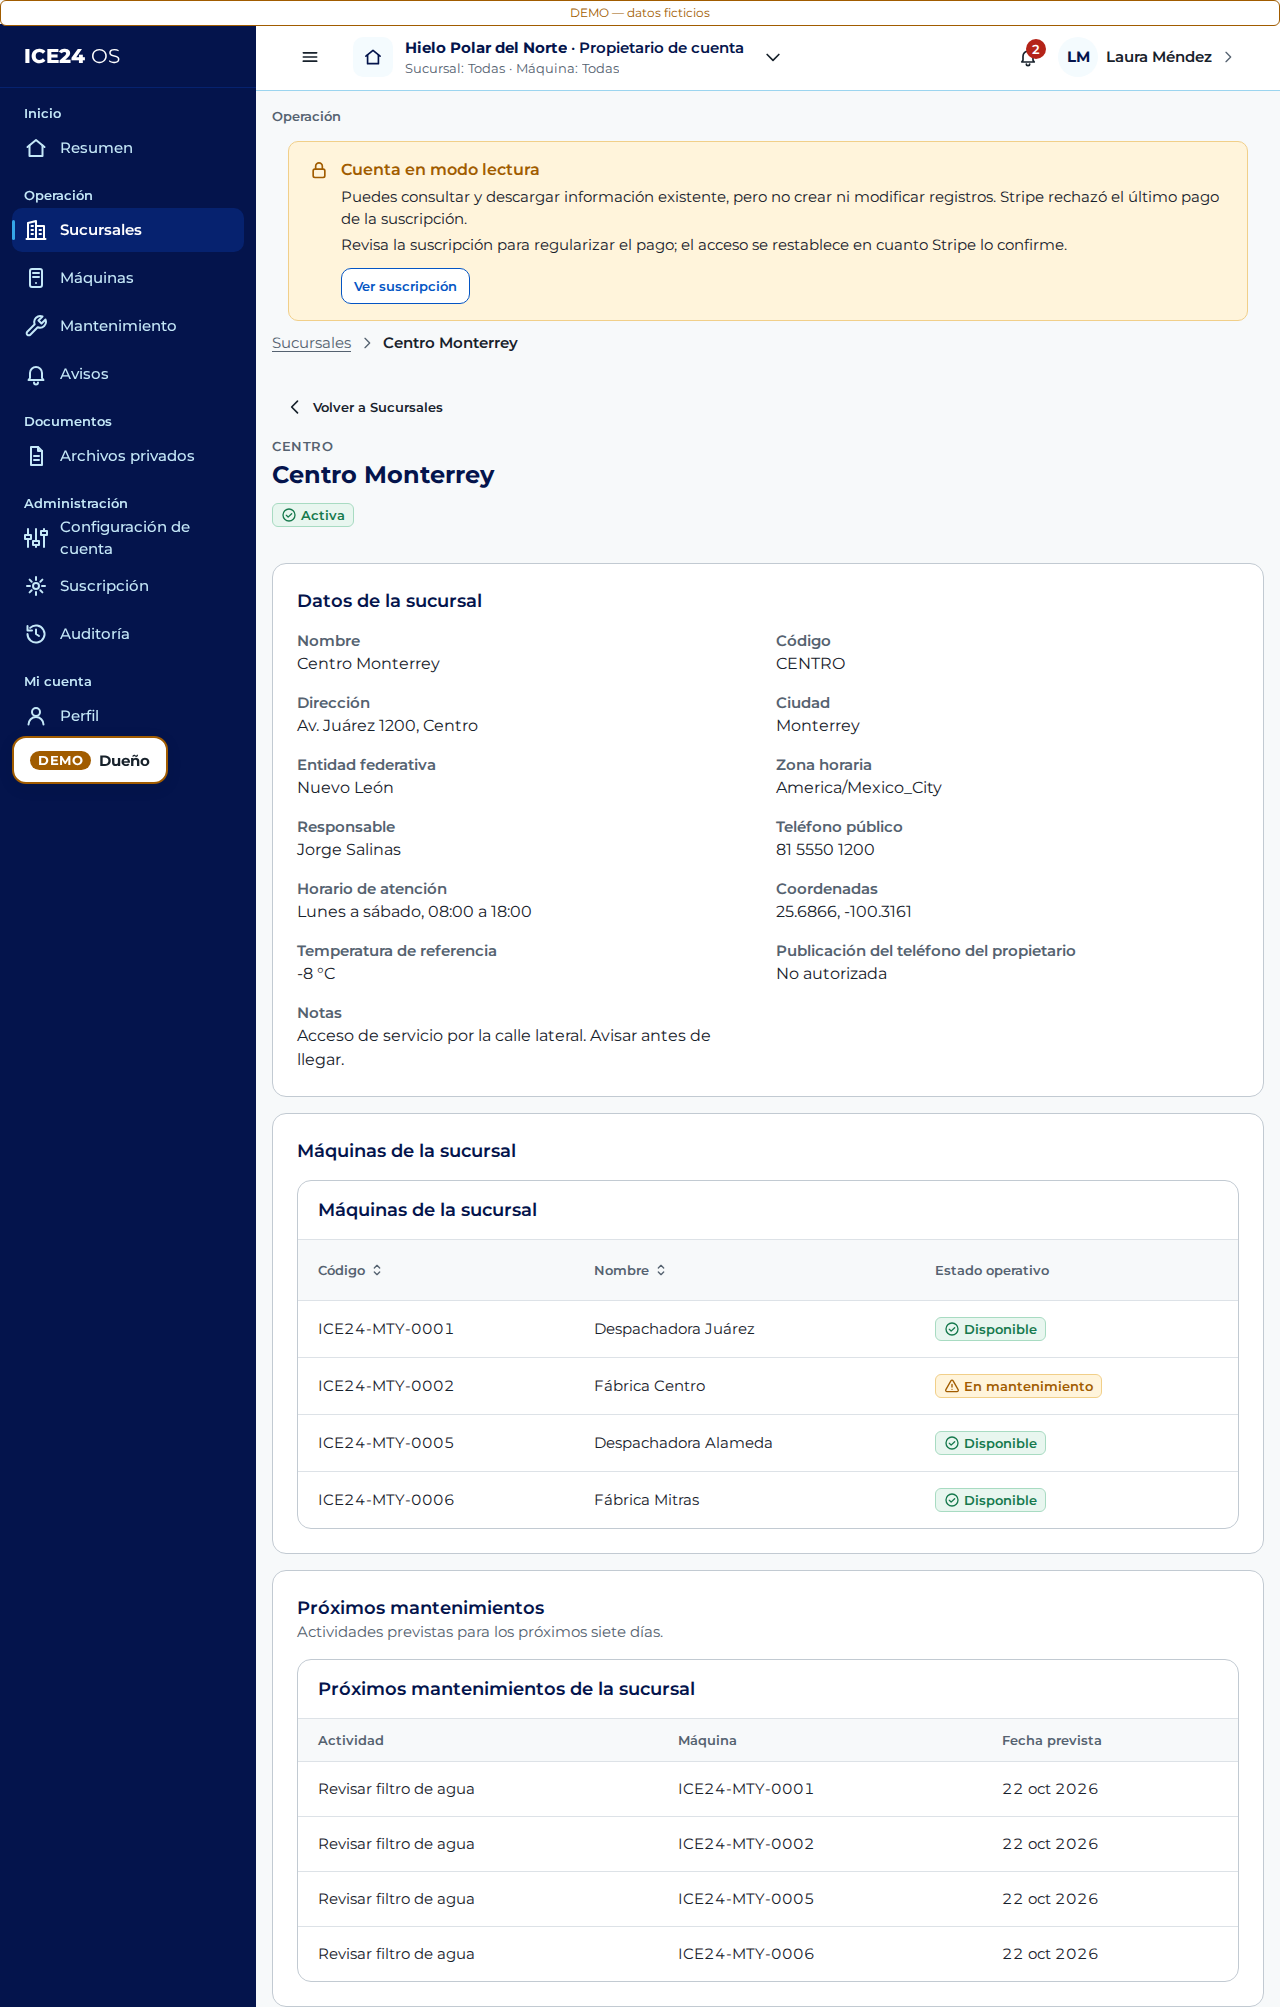 DEMO — datos ficticios
ICE24 OS
Inicio
Resumen
Operación
Sucursales
Máquinas
Mantenimiento
Avisos
Documentos
Archivos privados
Administración
Configuración de
cuenta
Suscripción
Auditoría
Mi cuenta
Perfil
DEMO Dueño
Hielo Polar del Norte · Propietario de cuenta
Sucursal: Todas · Máquina: Todas
2
LM Laura Méndez
Operación
Cuenta en modo lectura
Puedes consultar y descargar información existente, pero no crear ni modificar registros. Stripe rechazó el último pago
de la suscripción.
Revisa la suscripción para regularizar el pago; el acceso se restablece en cuanto Stripe lo confirme.
Ver suscripción
Sucursales Centro Monterrey
Volver a Sucursales
CENTRO
Centro Monterrey
Activa
Datos de la sucursal
Nombre
Centro Monterrey
Código
CENTRO
Dirección
Av. Juárez 1200, Centro
Ciudad
Monterrey
Entidad federativa
Nuevo León
Zona horaria
America/Mexico_City
Responsable
Jorge Salinas
Teléfono público
81 5550 1200
Horario de atención
Lunes a sábado, 08:00 a 18:00
Coordenadas
25.6866, -100.3161
Temperatura de referencia
-8 °C
Publicación del teléfono del propietario
No autorizada
Notas
Acceso de servicio por la calle lateral. Avisar antes de
llegar.
Máquinas de la sucursal
Máquinas de la sucursal
Código Nombre Estado operativo
ICE24-MTY-0001 Despachadora Juárez Disponible
ICE24-MTY-0002 Fábrica Centro En mantenimiento
ICE24-MTY-0005 Despachadora Alameda Disponible
ICE24-MTY-0006 Fábrica Mitras Disponible
Próximos mantenimientos
Actividades previstas para los próximos siete días.
Próximos mantenimientos de la sucursal
Actividad Máquina Fecha prevista
Revisar filtro de agua ICE24-MTY-0001 22 oct 2026
Revisar filtro de agua ICE24-MTY-0002 22 oct 2026
Revisar filtro de agua ICE24-MTY-0005 22 oct 2026
Revisar filtro de agua ICE24-MTY-0006 22 oct 2026